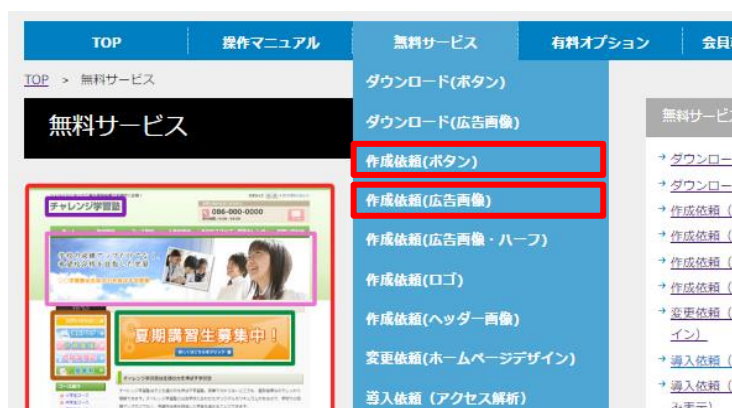 TOP
操作マニュアル
無料サービス
有料オプション
会員
TOP > 無料サービス
無料サービス
ダウンロード(ボタン)
ダウンロード(広告画像)
作成依頼(ボタン)
作成依頼(広告画像)
作成依頼(広告画像・ハーフ)
作成依頼(ロゴ)
作成依頼(ヘッダー画像)
変更依頼(ホームページデザイン)
導入依頼（アクセス解析）
チャレンジ学習塾
086-000-0000
夏期講習生募集中！
無料サービ
ダウンロー
ダウンロー
作成依頼（
作成依頼（
作成依頼（
作成依頼（
変更依頼（
イン）
導入依頼（
導入依頼（